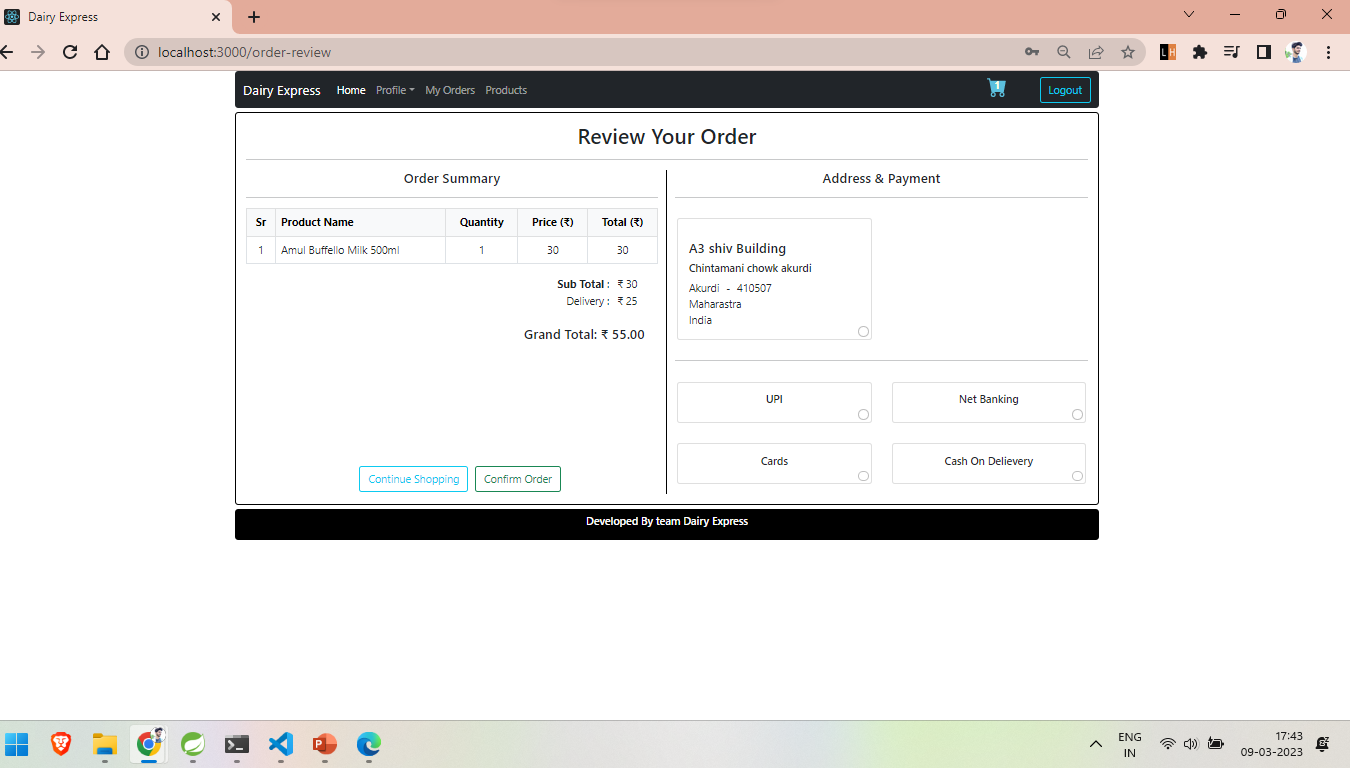 Dairy Express
localhost:3000/order-review
L H
Dairy Express Home Profile My Orders Products 1 Logout
Review Your Order
Order Summary
Sr Product Name Quantity Price (₹) Total (₹)
1 Amul Buffello Milk 500ml 1 30 30
Sub Total : ₹ 30
Delivery : ₹ 25
Grand Total: ₹ 55.00
Continue Shopping Confirm Order
Address & Payment
A3 shiv Building
Chintamani chowk akurdi
Akurdi - 410507
Maharastra
India
UPI Net Banking
Cards Cash On Delievery
Developed By team Dairy Express
ENG 17:43
IN 09-03-2023